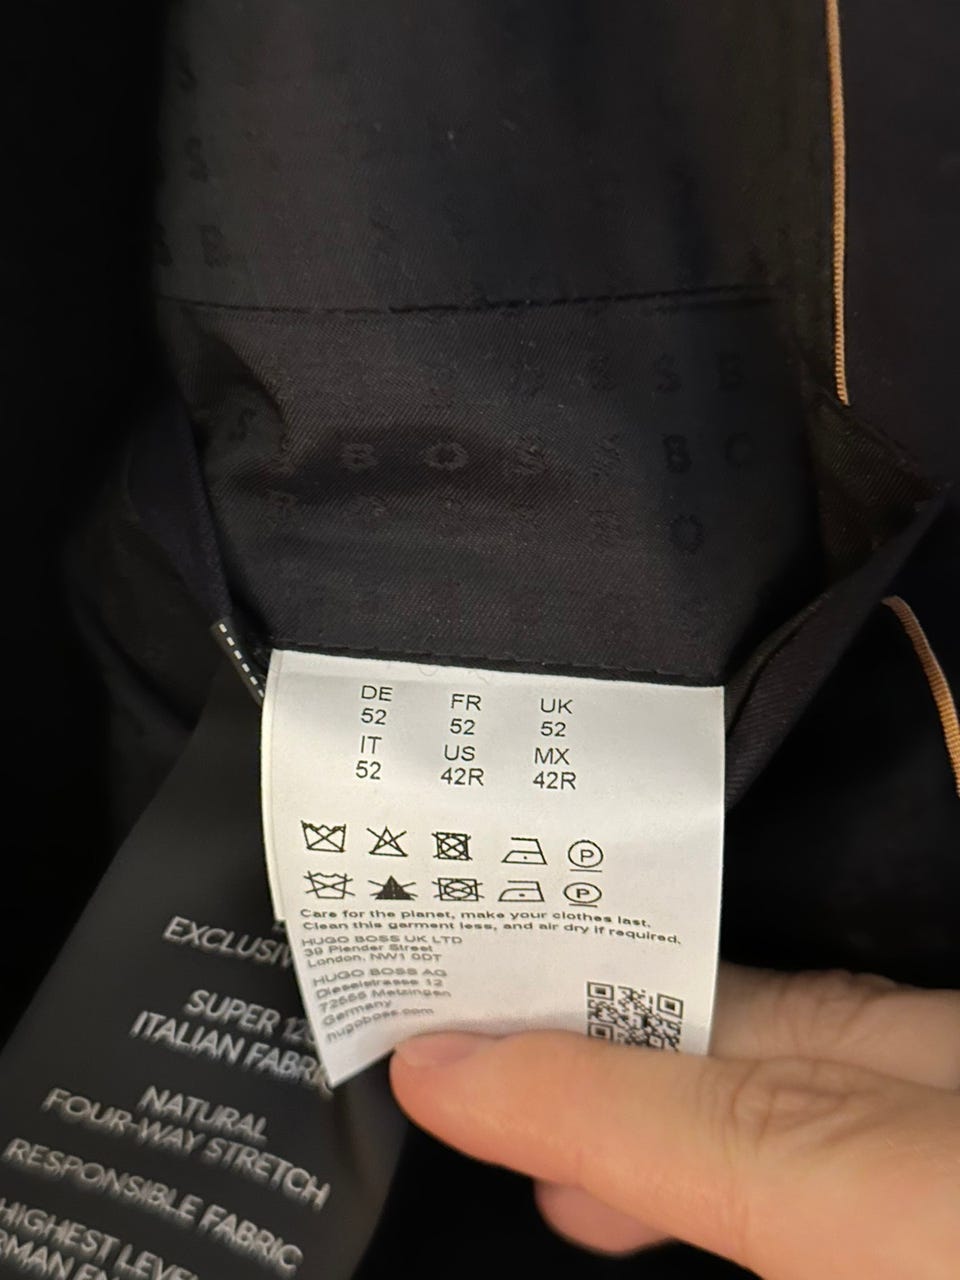 BOSS
DE FR UK
52 52 52
IT US MX
52 42R 42R
P
P
Care for the planet, make your clothes last.
Clean this garment less, and air dry if required.
HUGO BOSS UK LTD
39 Plender Street
London, NW1 0DT
HUGO BOSS AG
Dieselstrasse 12
72555 Metzingen
Germany
hugoboss.com
SUPER
ITALIAN FABRIC
NATURAL
FOUR-WAY STRETCH
RESPONSIBLE FABRIC
HIGHEST